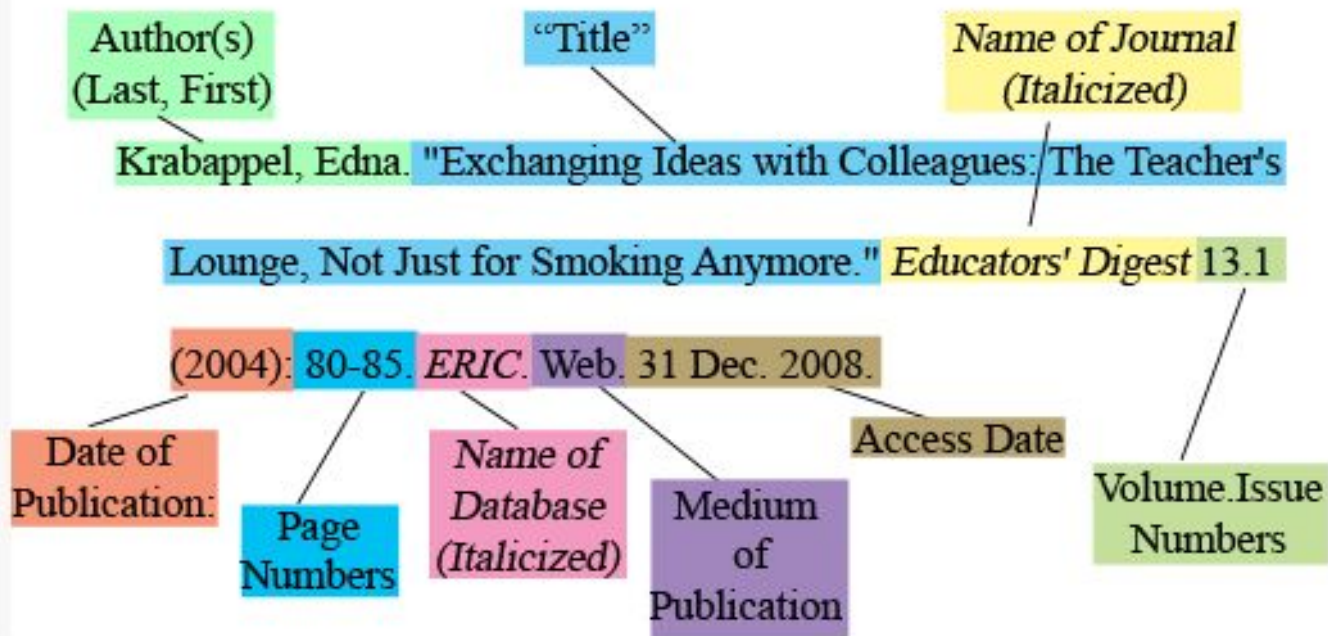 Author(s)
(Last, First)
“Title”
Name of Journal
(Italicized)
Krabappel, Edna. "Exchanging Ideas with Colleagues: The Teacher's
Lounge, Not Just for Smoking Anymore." Educators' Digest 13.1
(2004): 80-85. ERIC. Web. 31 Dec. 2008.
Date of
Publication:
Page
Numbers
Name of
Database
(Italicized)
Medium
of
Publication
Access Date
Volume.Issue
Numbers